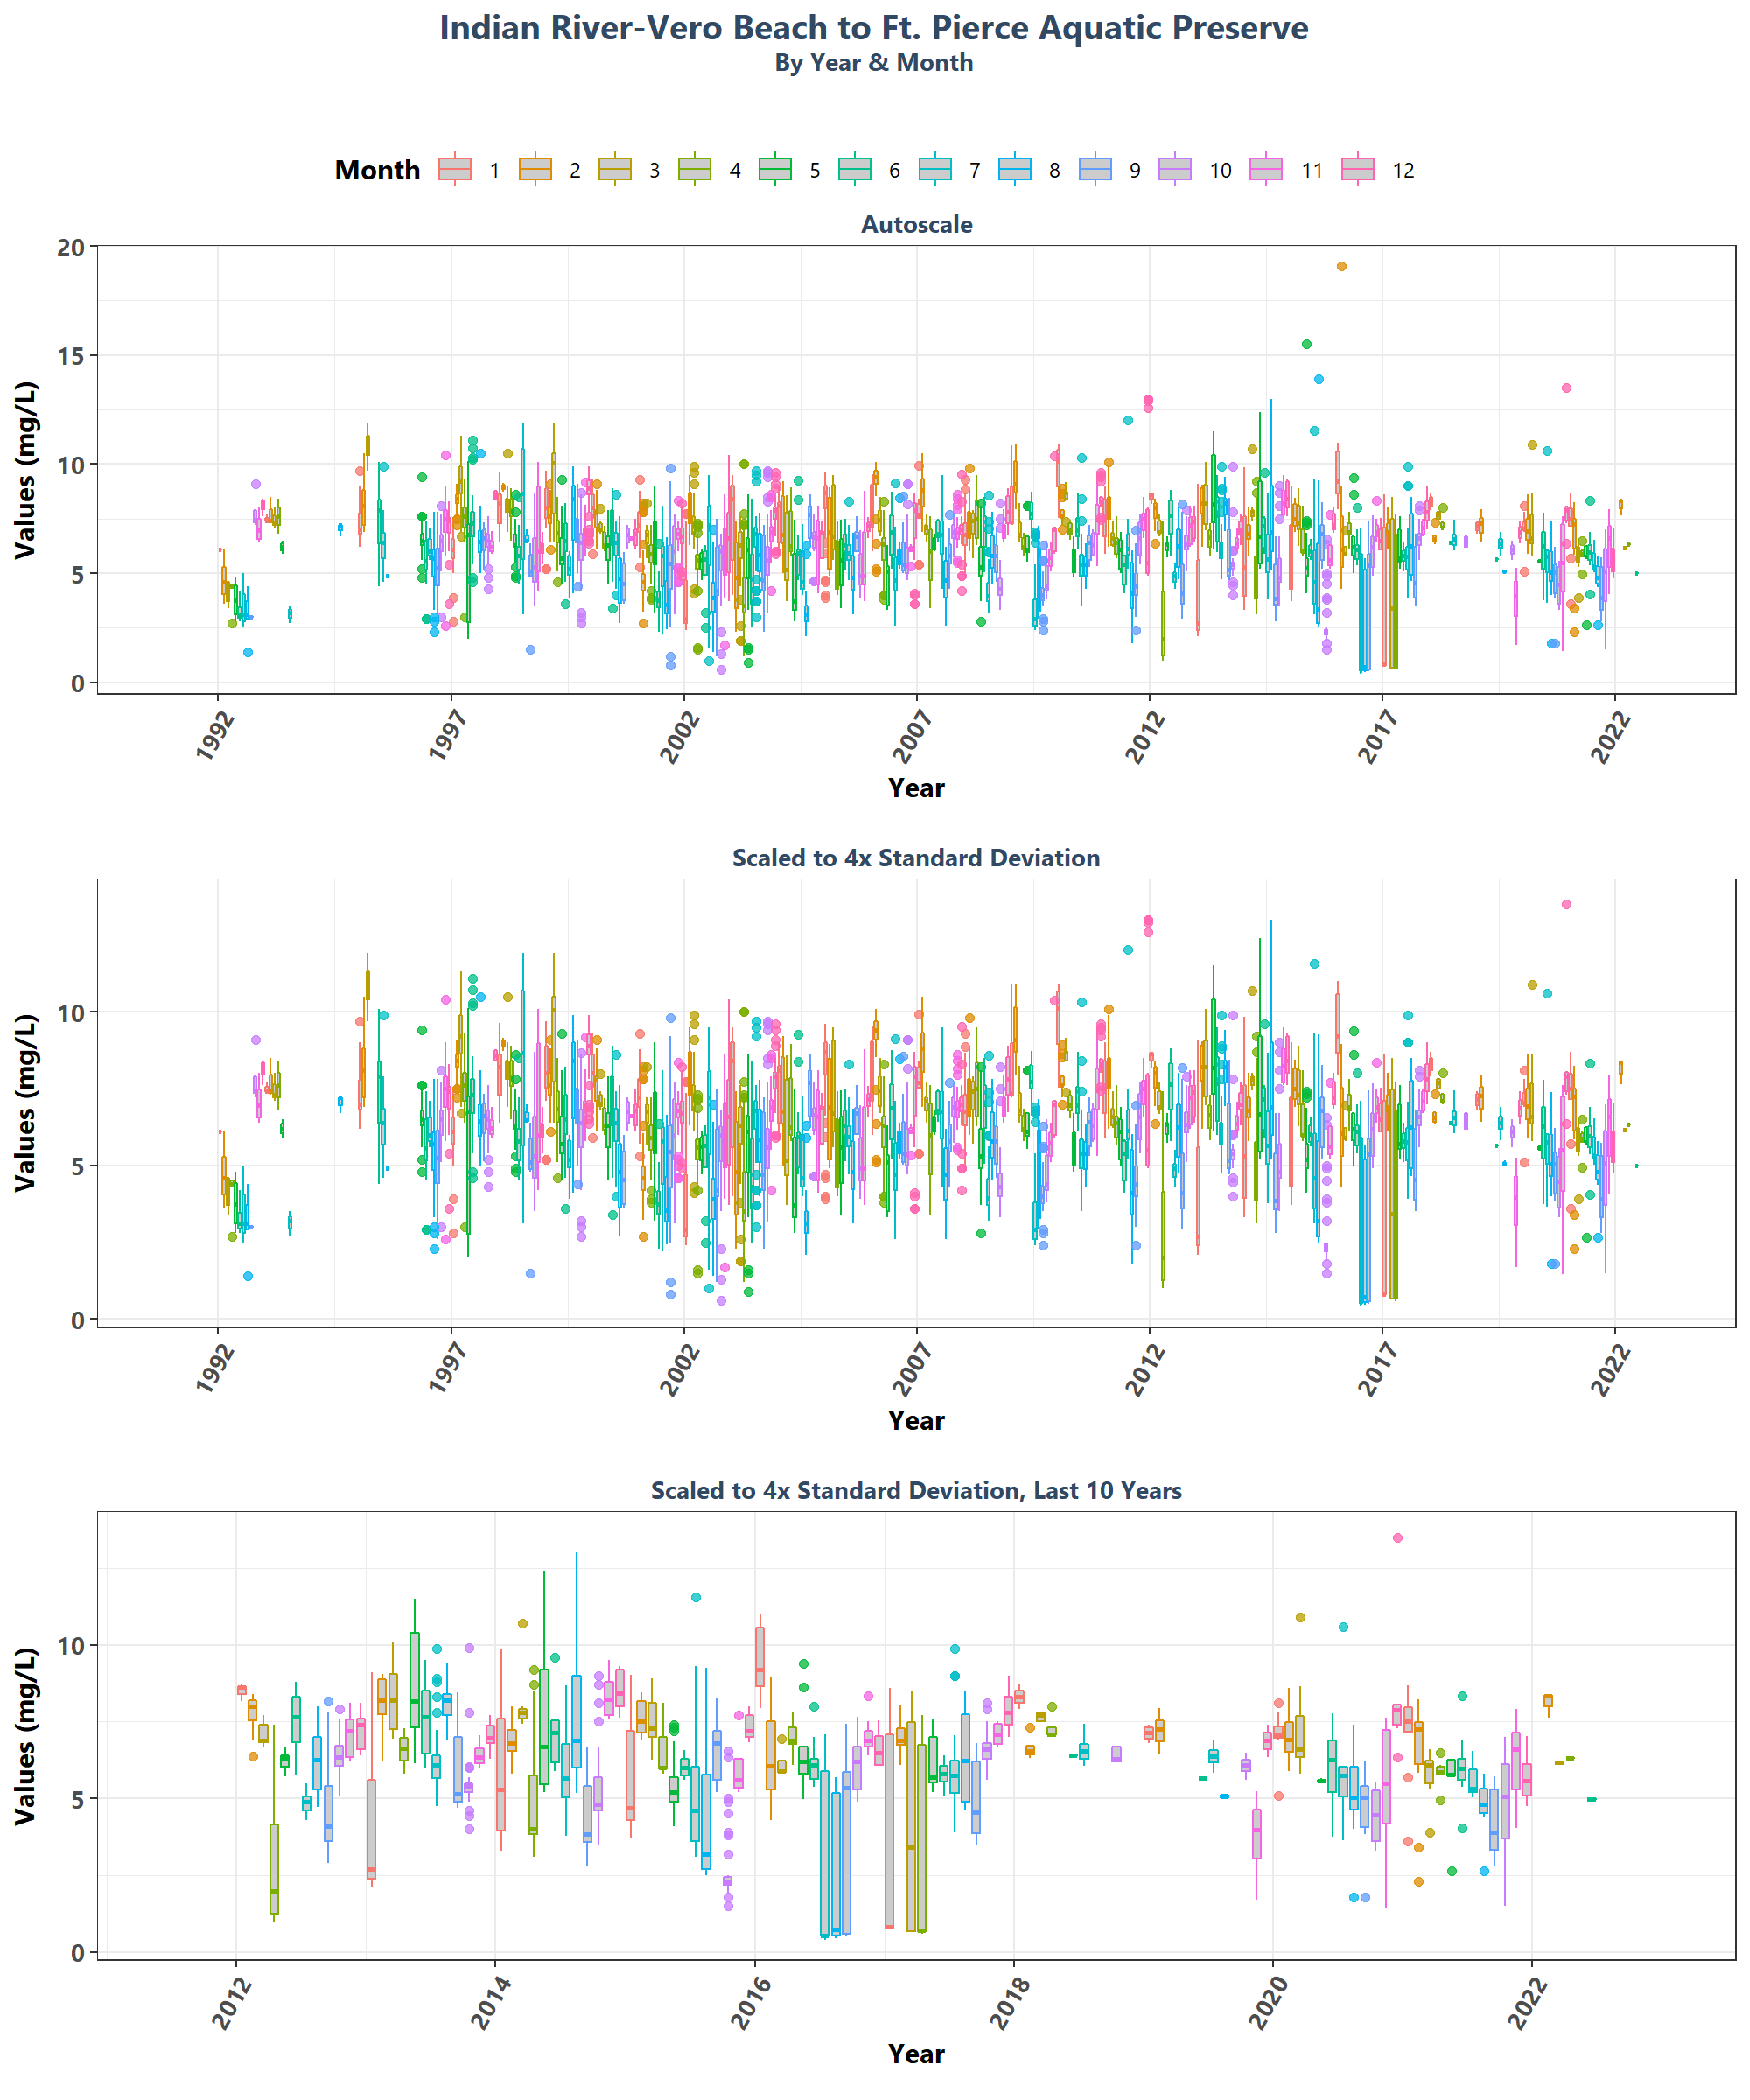 Indian River-Vero Beach to Ft. Pierce Aquatic Preserve
By Year & Month
Month 1 2 3 4 5 6 7 8 9 10 11 12
Autoscale
Values (mg/L)
20
15
10
5
0
1992 1997 2002 2007 2012 2017 2022
Year
Scaled to 4x Standard Deviation
Values (mg/L)
10
5
0
1992 1997 2002 2007 2012 2017 2022
Year
Scaled to 4x Standard Deviation, Last 10 Years
Values (mg/L)
10
5
0
2012 2014 2016 2018 2020 2022
Year